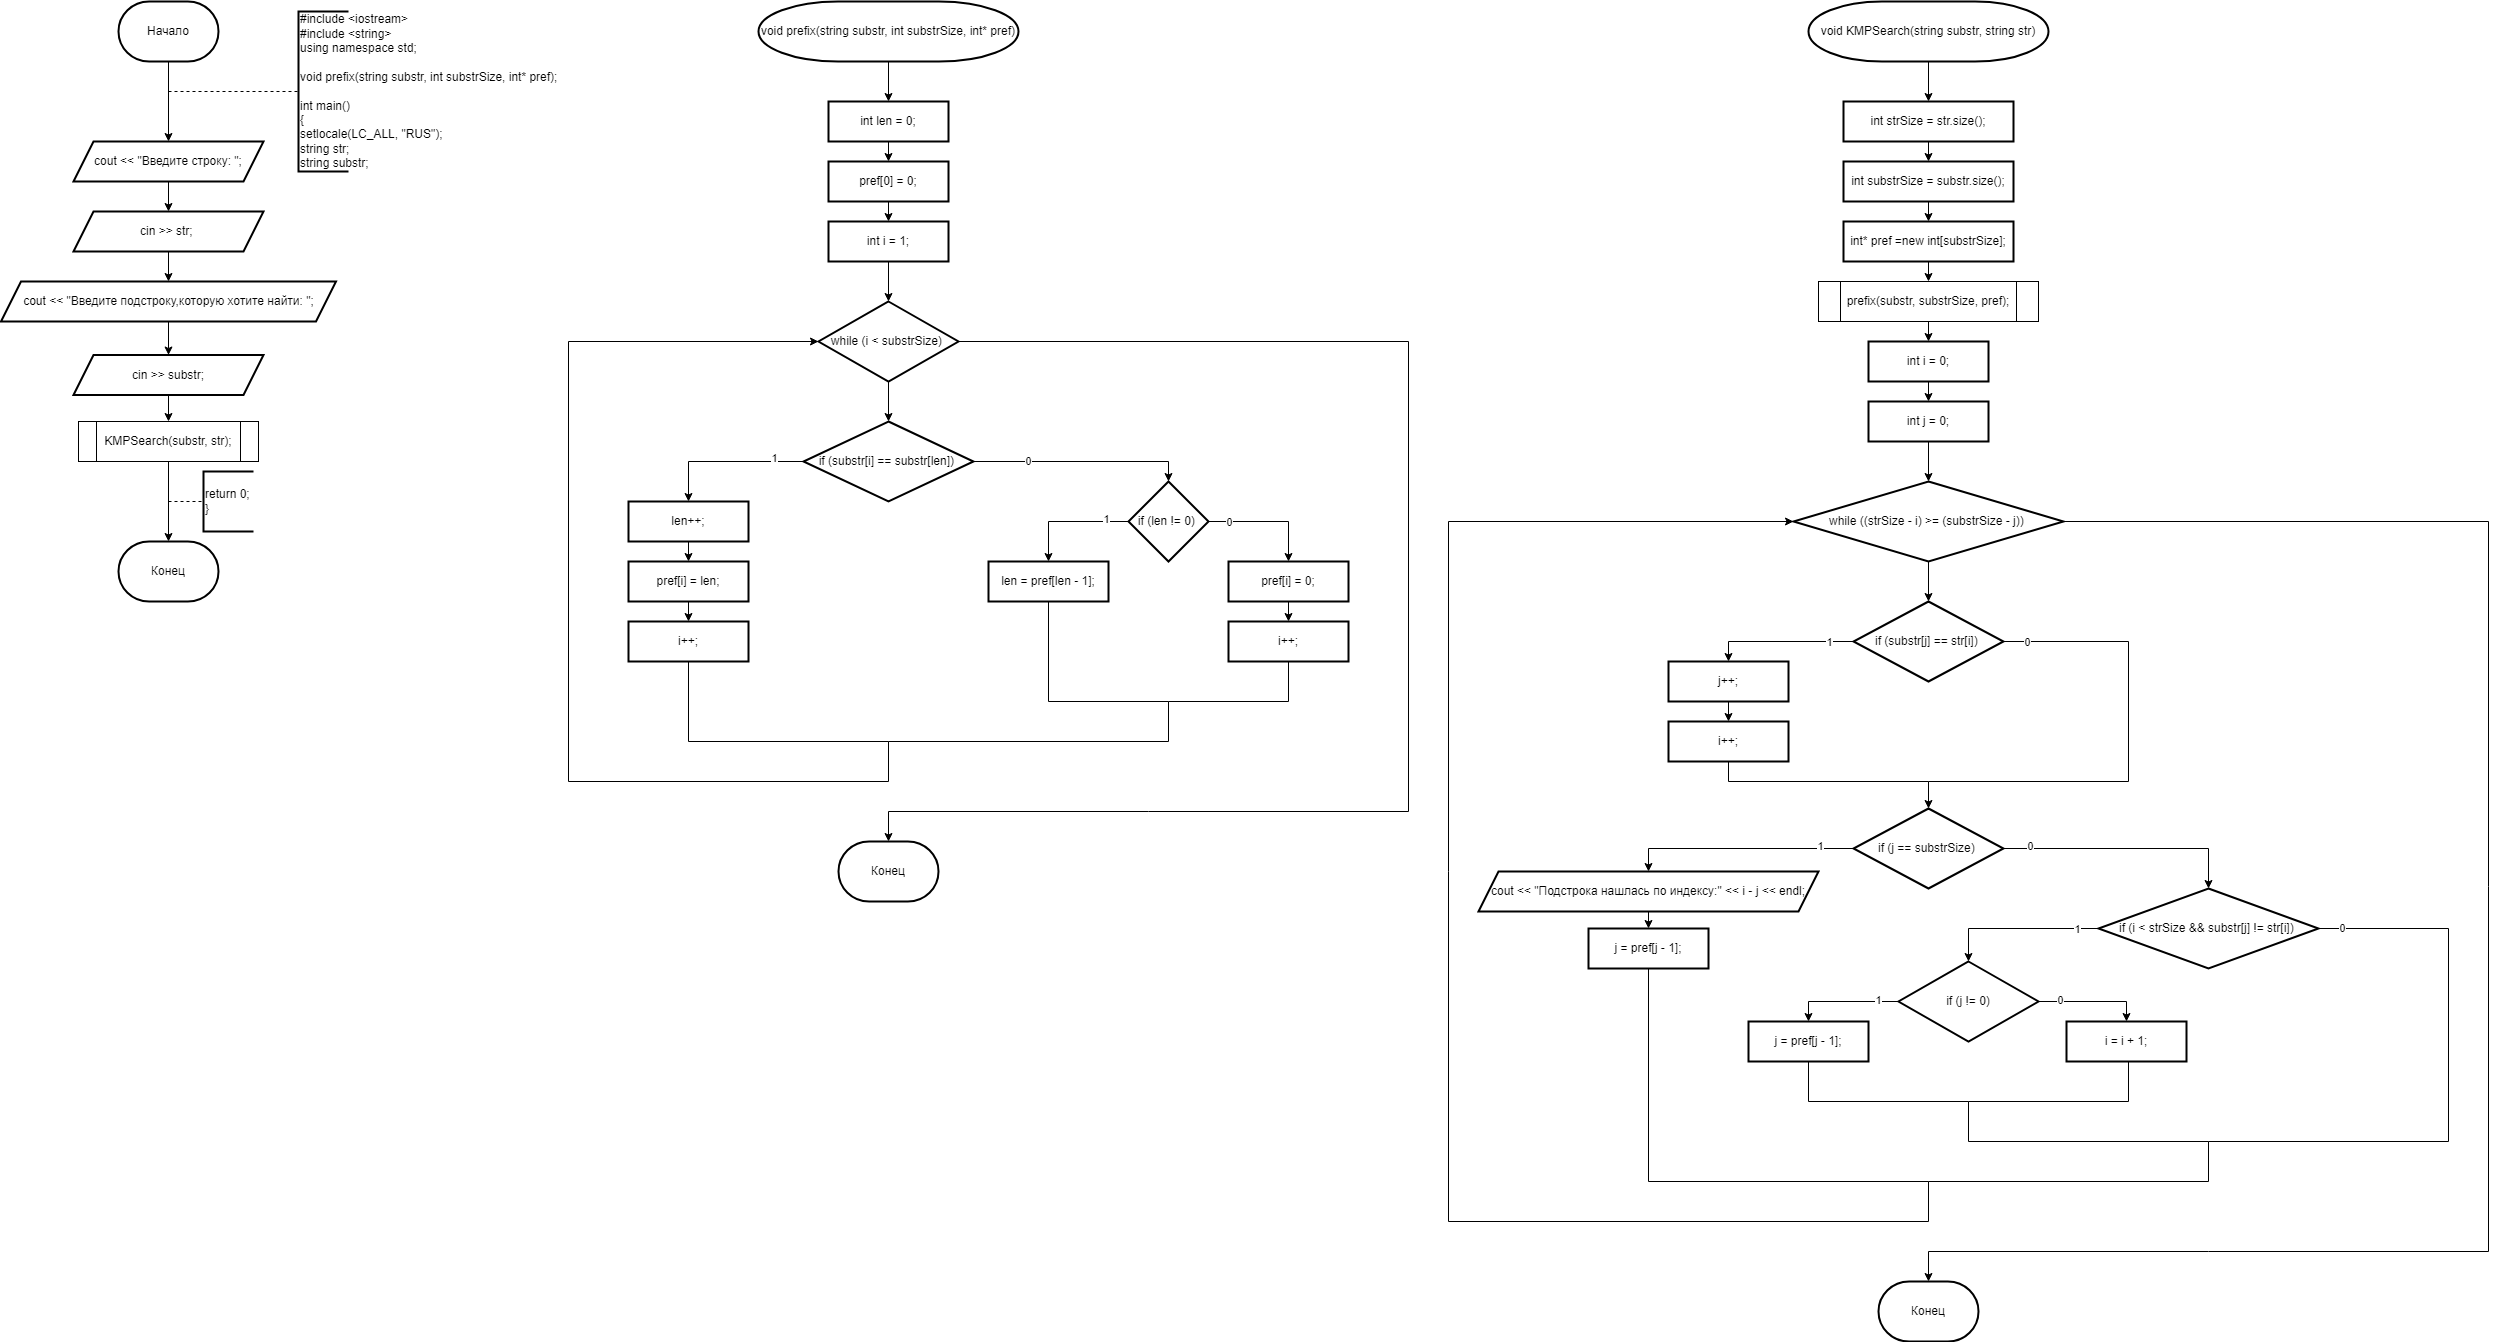 Начало
#include <iostream>
#include <string>
using namespace std;
void prefix(string substr, int substrSize, int* pref);
int main()
{
setlocale(LC_ALL, "RUS");
string str;
string substr;
cout << "Введите строку: ";
cin >> str;
cout << "Введите подстроку,которую хотите найти: ";
cin >> substr;
KMPSearch(substr, str);
return 0;
}
Конец
void prefix(string substr, int substrSize, int* pref)
int len = 0;
pref[0] = 0;
int i = 1;
while (i < substrSize)
if (substr[i] == substr[len])
1
0
len++;
pref[i] = len;
i++;
if (len != 0)
1
0
len = pref[len - 1];
pref[i] = 0;
i++;
Конец
void KMPSearch(string substr, string str)
int strSize = str.size();
int substrSize = substr.size();
int* pref =new int[substrSize];
prefix(substr, substrSize, pref);
int i = 0;
int j = 0;
while ((strSize - i) >= (substrSize - j))
if (substr[j] == str[i])
1
0
j++;
i++;
if (j == substrSize)
1
0
cout << "Подстрока нашлась по индексу:" << i - j << endl;
j = pref[j - 1];
if (i < strSize && substr[j] != str[i])
1
0
if (j != 0)
1
0
j = pref[j - 1];
i = i + 1;
Конец